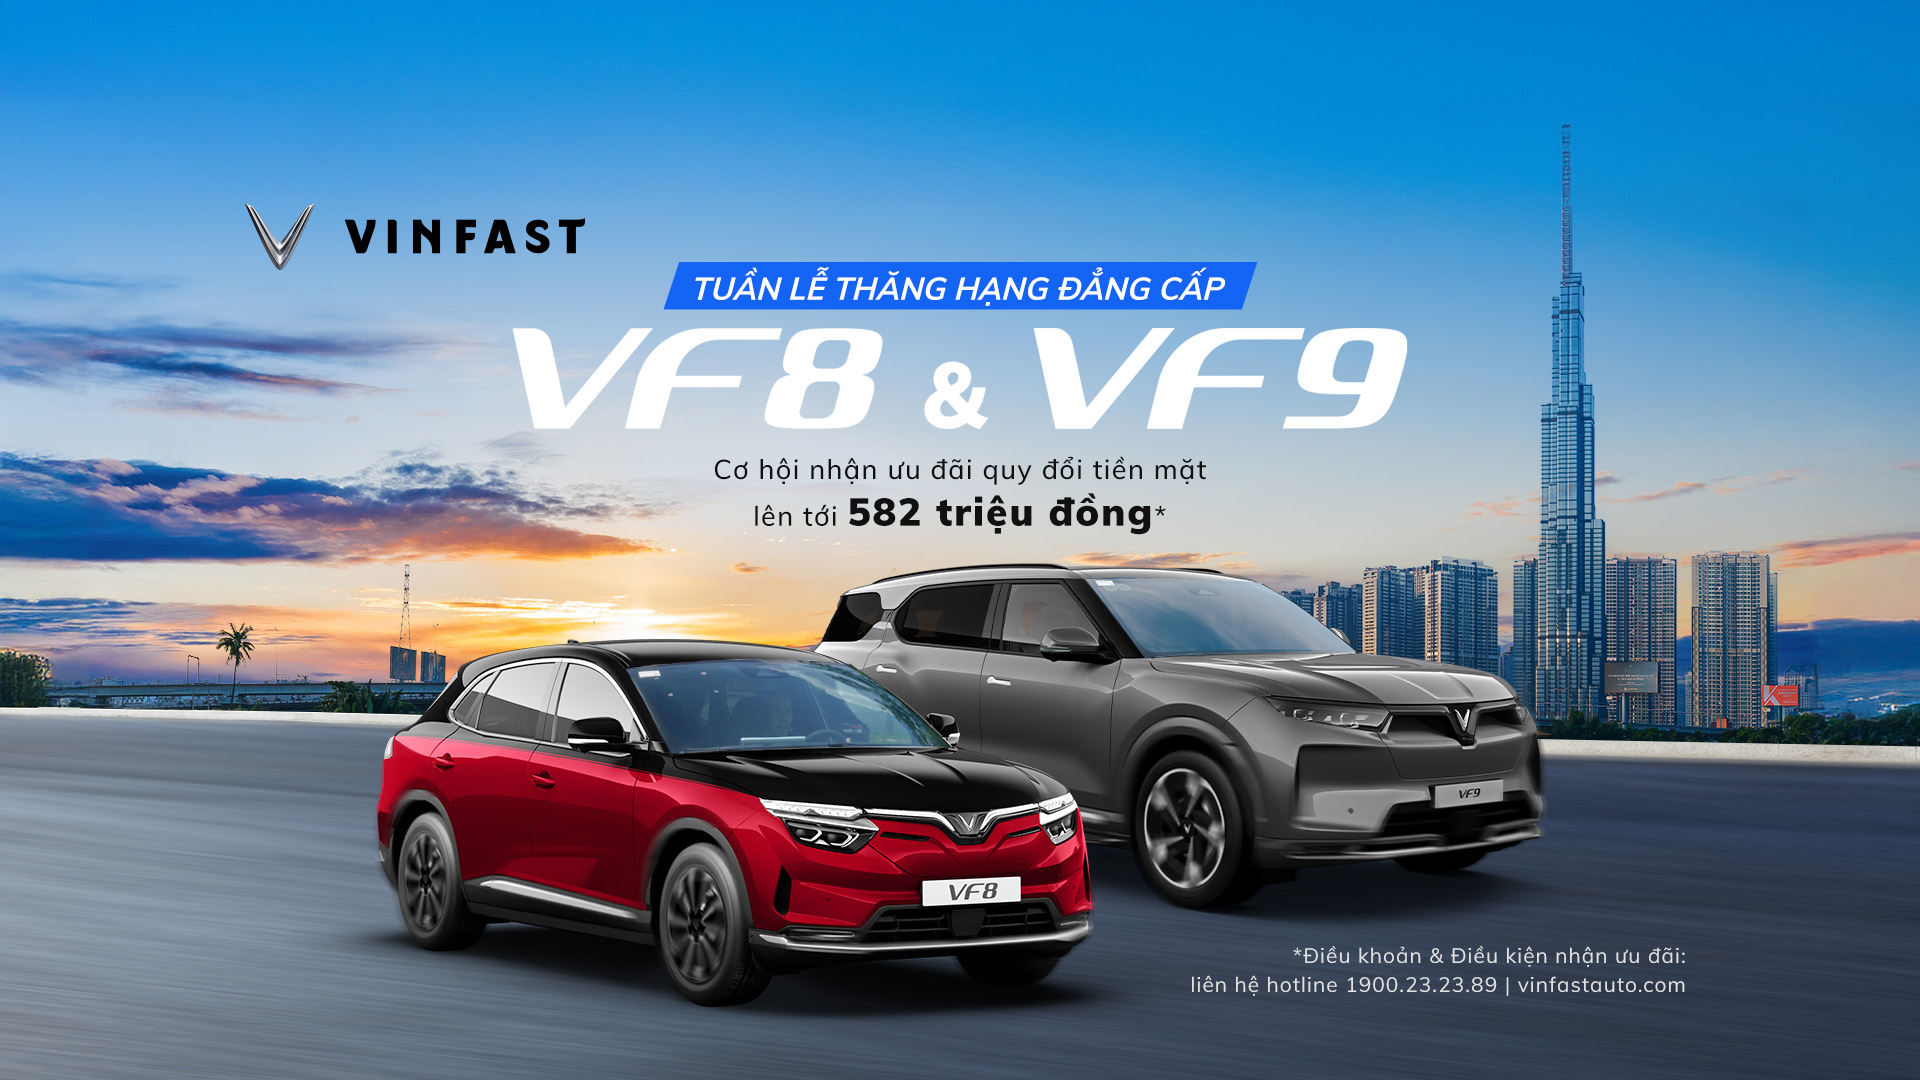 VINFAST
TUẦN LỄ THĂNG HẠNG ĐẲNG CẤP
VF8 & VF9
Cơ hội nhận ưu đãi quy đổi tiền mặt
lên tới 582 triệu đồng*
VF9
VF8
*Điều khoản & Điều kiện nhận ưu đãi:
liên hệ hotline 1900.23.23.89 | vinfastauto.com